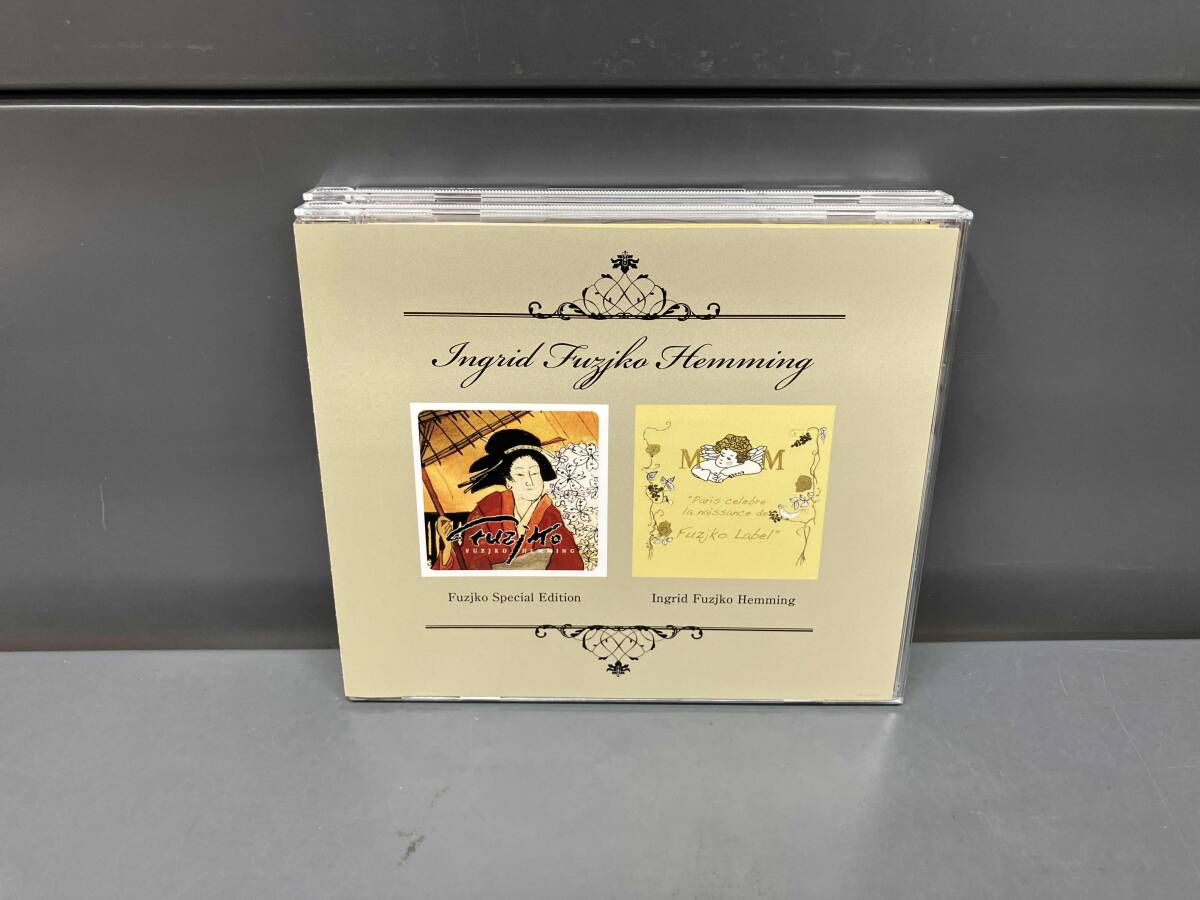 Ingrid Fuzjko Hemming
Fuzjko
FUZJKO HEMMING
Fuzjko Special Edition
M M
"Paris celebre
la naissance de
Fuzjko Label"
Ingrid Fuzjko Hemming